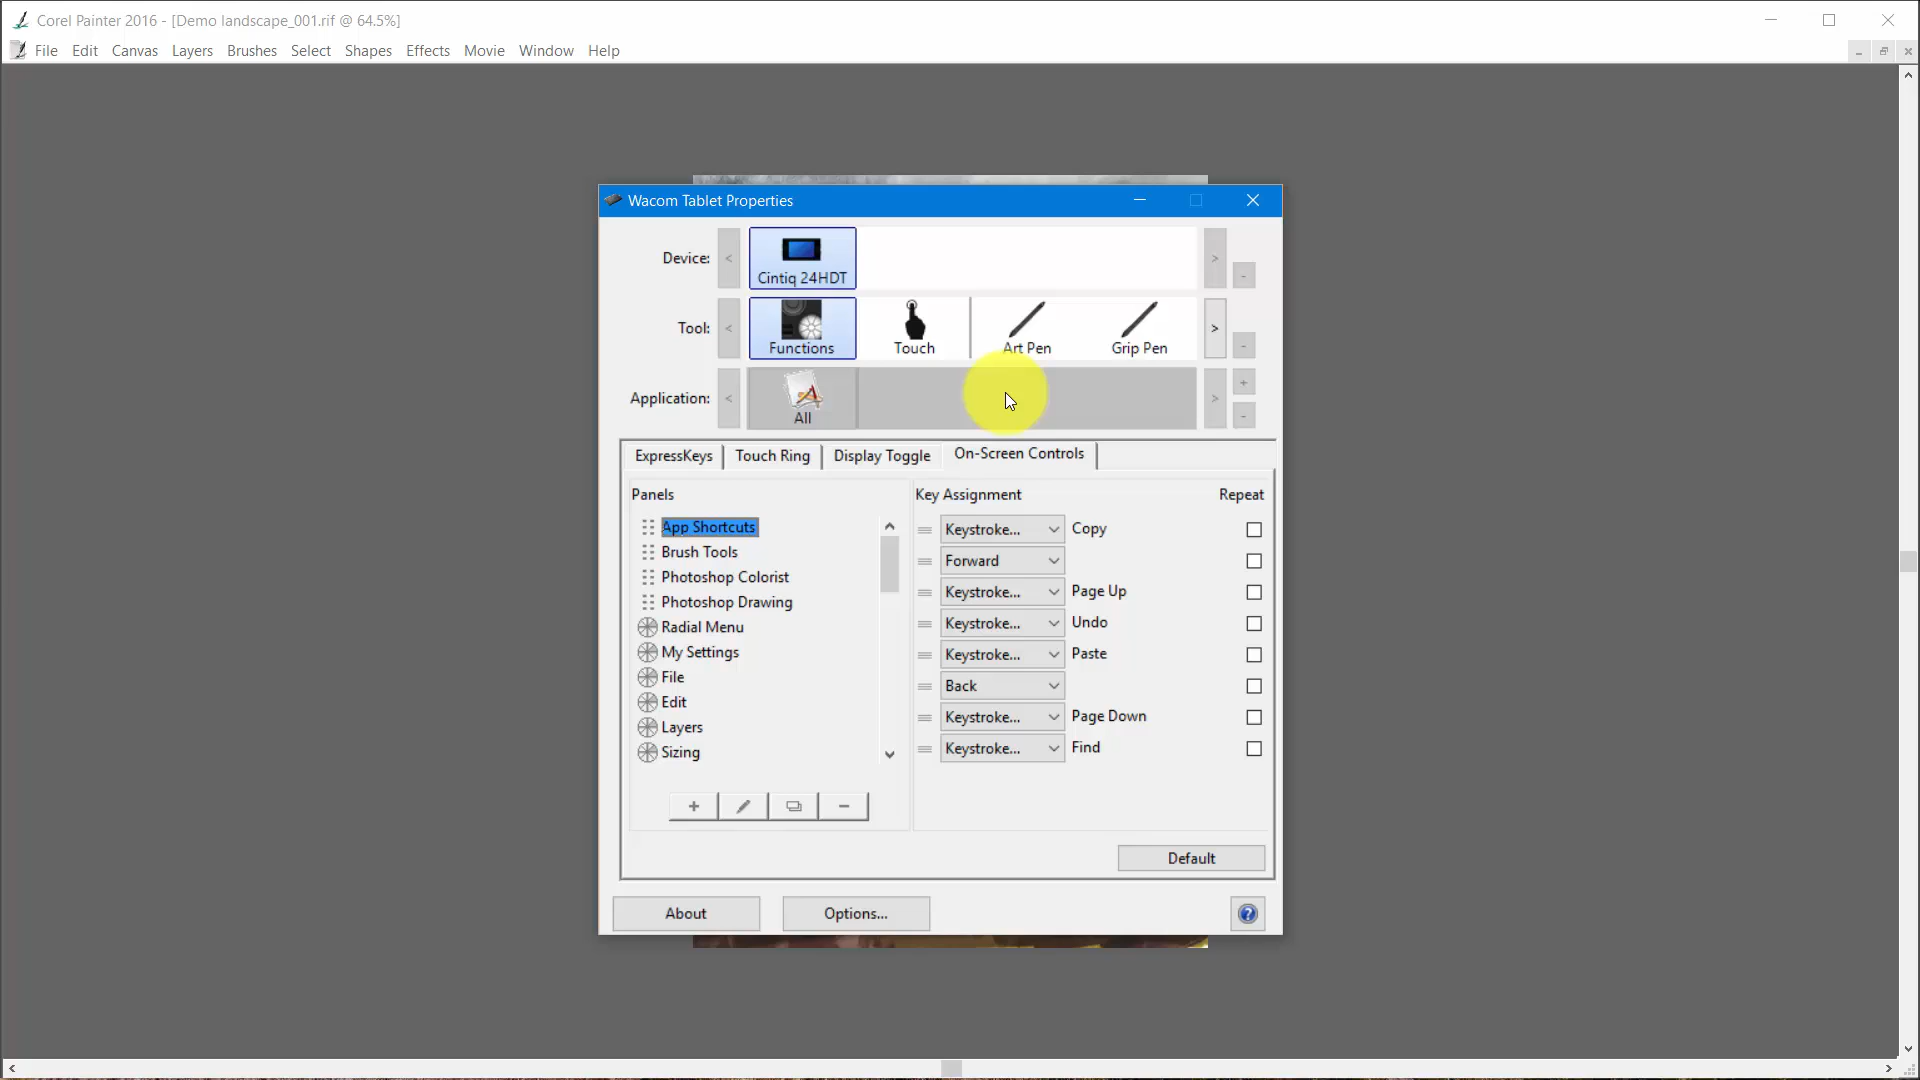 Corel Painter 2016 - [Demo landscape_001.rif @ 64.5%]
File Edit Canvas Layers Brushes Select Shapes Effects Movie Window Help
Wacom Tablet Properties
Device: < Cintiq 24HDT > -
Tool: < Functions Touch Art Pen Grip Pen > -
Application: < All > + -
ExpressKeys Touch Ring Display Toggle On-Screen Controls
Panels
App Shortcuts
Brush Tools
Photoshop Colorist
Photoshop Drawing
Radial Menu
My Settings
File
Edit
Layers
Sizing
+ -
Key Assignment Repeat
Keystroke... Copy
Forward
Keystroke... Page Up
Keystroke... Undo
Keystroke... Paste
Back
Keystroke... Page Down
Keystroke... Find
Default
About Options... ?